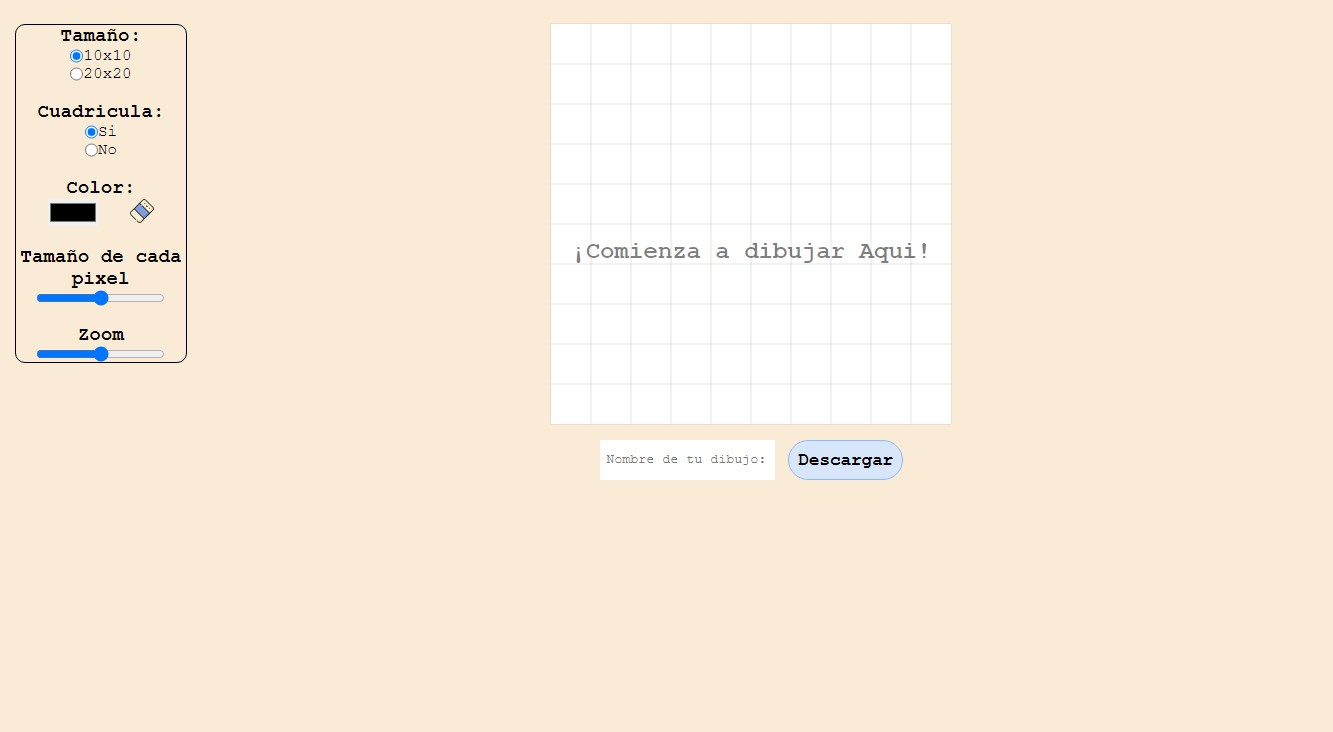 Tamaño:
10x10
20x20
Cuadricula:
Si
No
Color:
Tamaño de cada
pixel
Zoom
¡Comienza a dibujar Aqui!
Nombre de tu dibujo:
Descargar